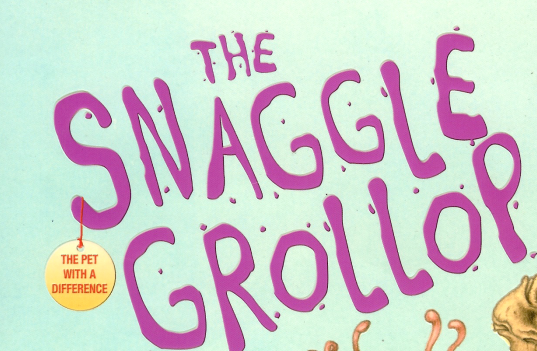 THE
SNAGGLE
GROLLOP
THE PET
WITH A
DIFFERENCE